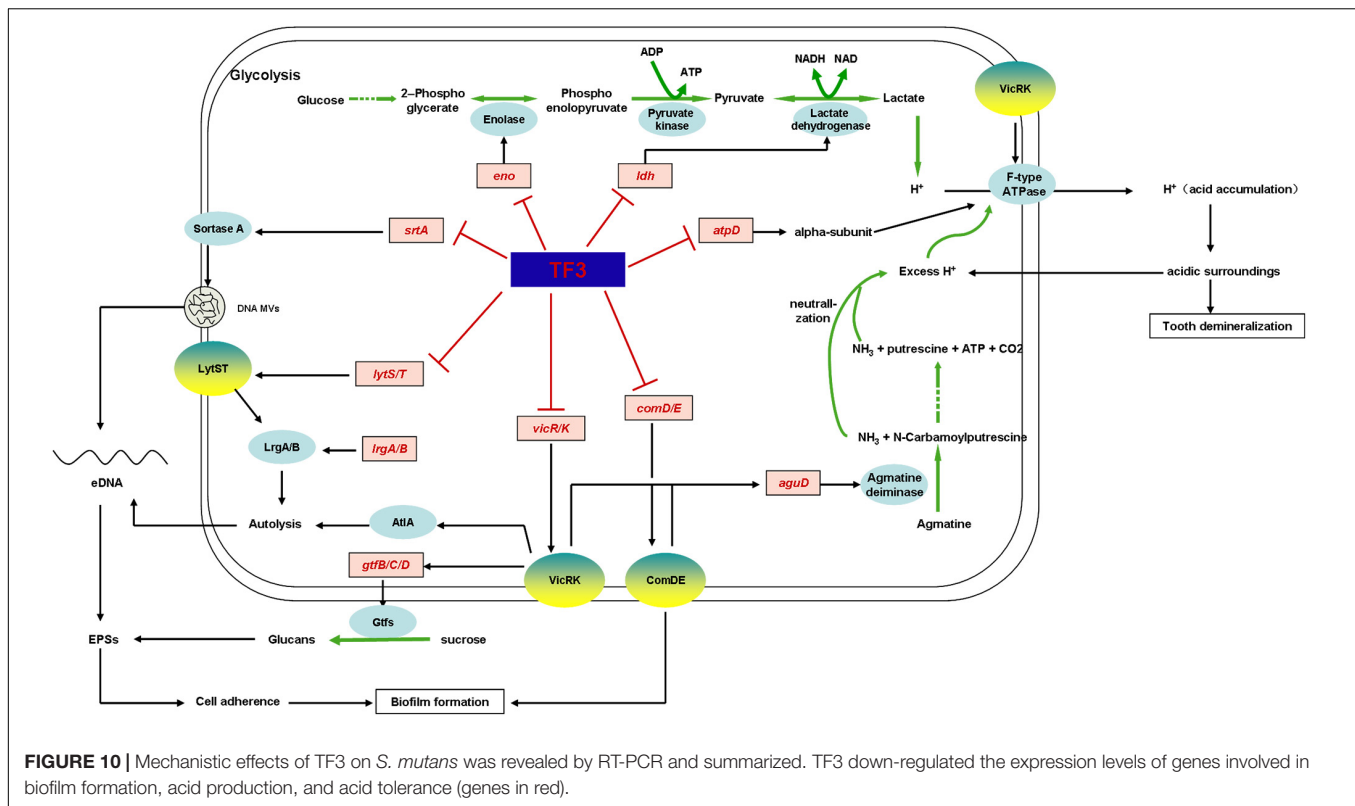 Glycolysis
ADP
ATP
NADH
NAD
VicRK
Glucose
2–Phospho
glycerate
Phospho
enolopyruvate
Pyruvate
Lactate
Enolase
Pyruvate
kinase
Lactate
dehydrogenase
eno
ldh
H+
F-type
ATPase
H+（acid accumulation）
Sortase A
srtA
atpD
alpha-subunit
TF3
Excess H+
acidic surroundings
DNA MVs
neutrall-
zation
Tooth demineralization
NH3 + putrescine + ATP + CO2
LytST
lytS/T
comD/E
vicR/K
NH3 + N-Carbamoylputrescine
LrgA/B
lrgA/B
eDNA
aguD
Agmatine
deiminase
Autolysis
AtlA
Agmatine
gtfB/C/D
VicRK
ComDE
Gtfs
EPSs
Glucans
sucrose
Cell adherence
Biofilm formation
FIGURE 10 | Mechanistic effects of TF3 on S. mutans was revealed by RT-PCR and summarized. TF3 down-regulated the expression levels of genes involved in
biofilm formation, acid production, and acid tolerance (genes in red).